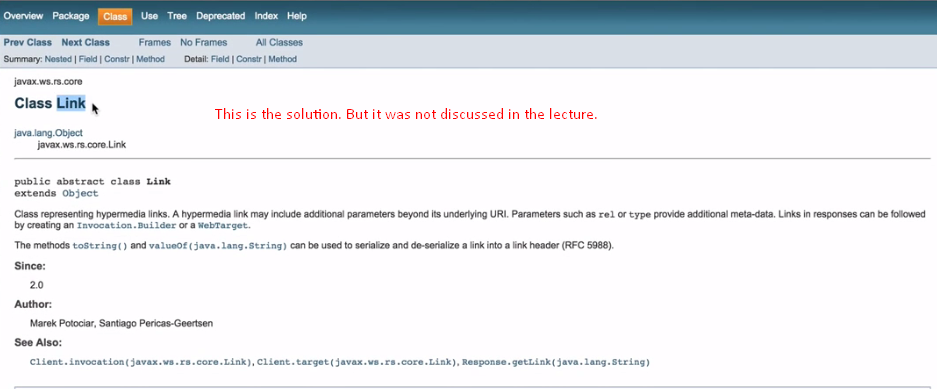 Overview Package Class Use Tree Deprecated Index Help
Prev Class Next Class Frames No Frames All Classes
Summary: Nested | Field | Constr | Method Detail: Field | Constr | Method
javax.ws.rs.core
Class Link
This is the solution. But it was not discussed in the lecture.
java.lang.Object
javax.ws.rs.core.Link
public abstract class Link
extends Object
Class representing hypermedia links. A hypermedia link may include additional parameters beyond its underlying URI. Parameters such as rel or type provide additional meta-data. Links in responses can be followed
by creating an Invocation.Builder or a WebTarget.
The methods toString() and valueOf(java.lang.String) can be used to serialize and de-serialize a link into a link header (RFC 5988).
Since:
2.0
Author:
Marek Potociar, Santiago Pericas-Geertsen
See Also:
Client.invocation(javax.ws.rs.core.Link), Client.target(javax.ws.rs.core.Link), Response.getLink(java.lang.String)